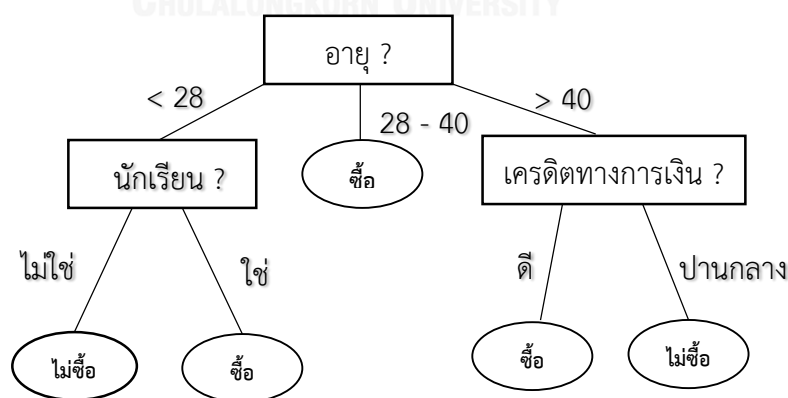 CHULALONGKORN UNIVERSITY
อายุ ?
< 28
28 - 40
> 40
นักเรียน ?
ซื้อ
เครดิตทางการเงิน ?
ไม่ใช่
ใช่
ดี
ปานกลาง
ไม่ซื้อ
ซื้อ
ซื้อ
ไม่ซื้อ